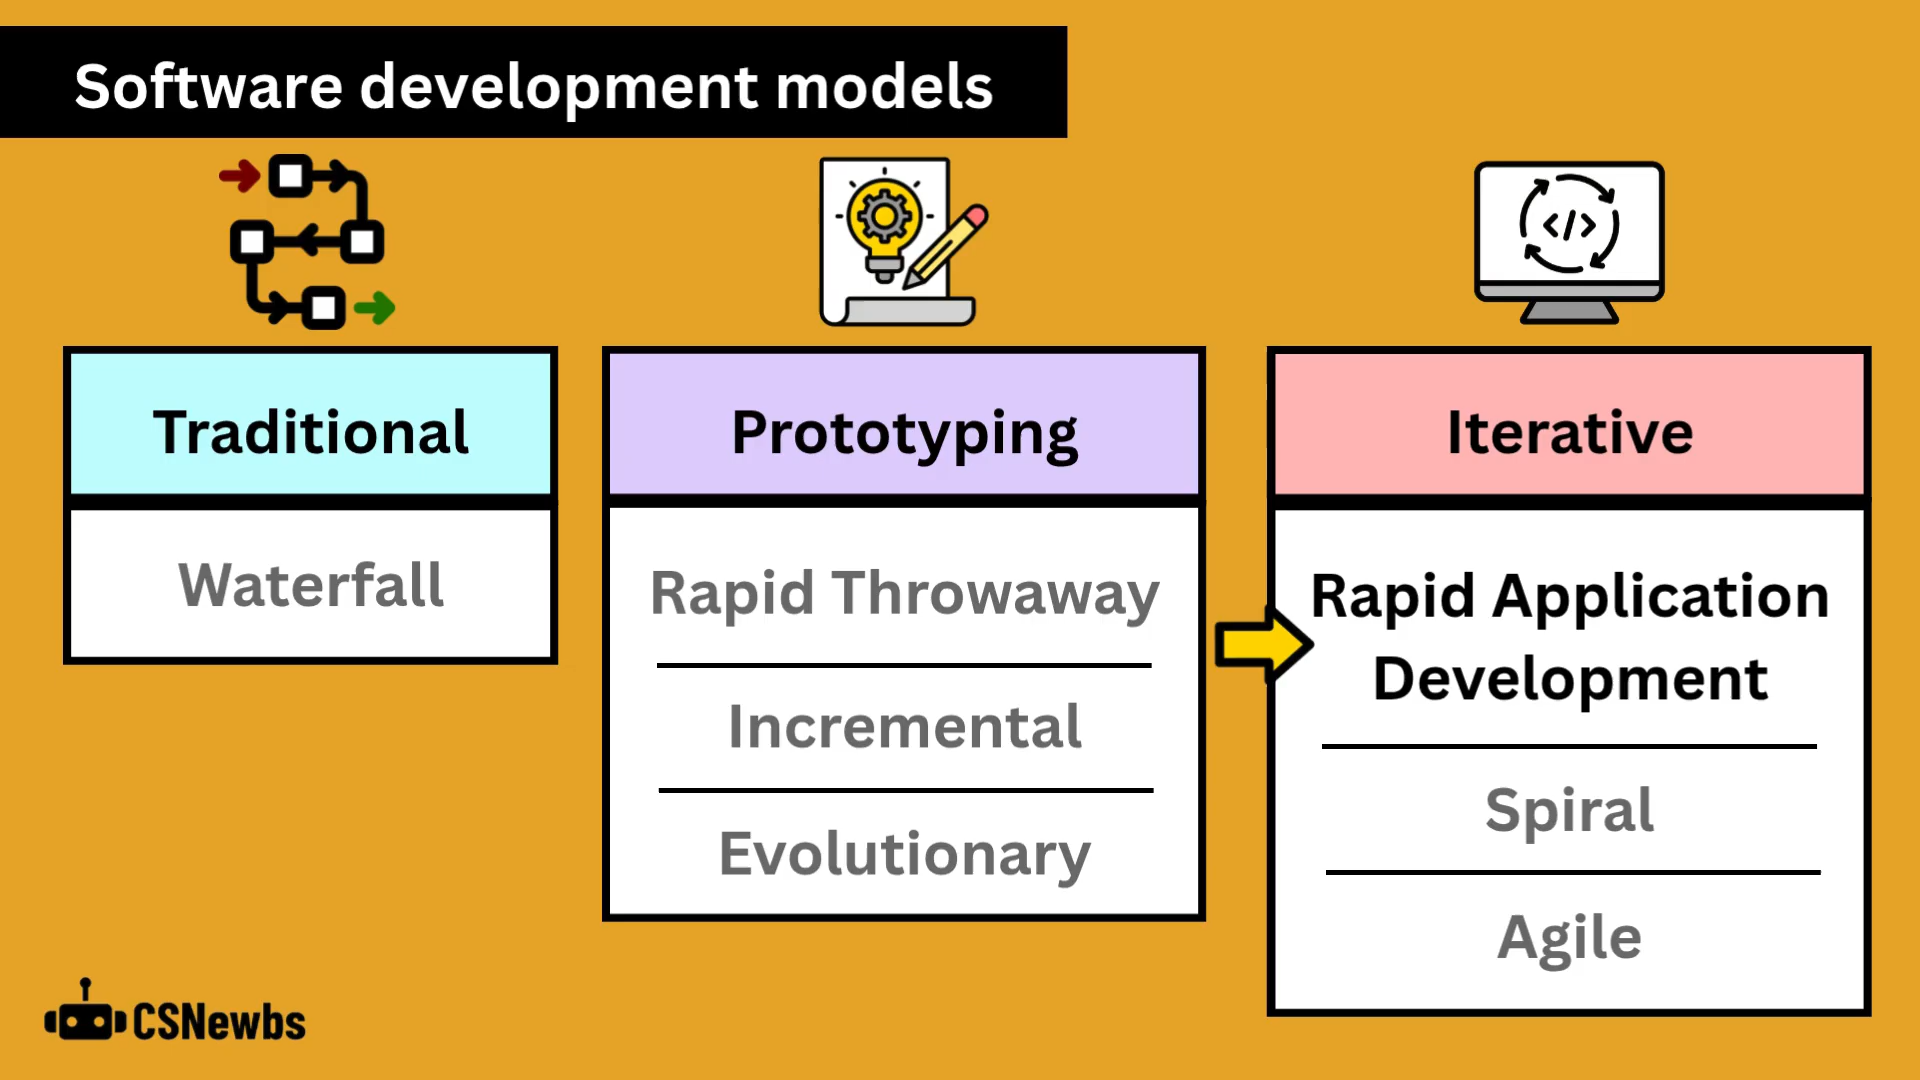 Software development models
Traditional
Waterfall
Prototyping
Rapid Throwaway
Incremental
Evolutionary
Iterative
</>
Rapid Application
Development
Spiral
Agile
CSNewbs